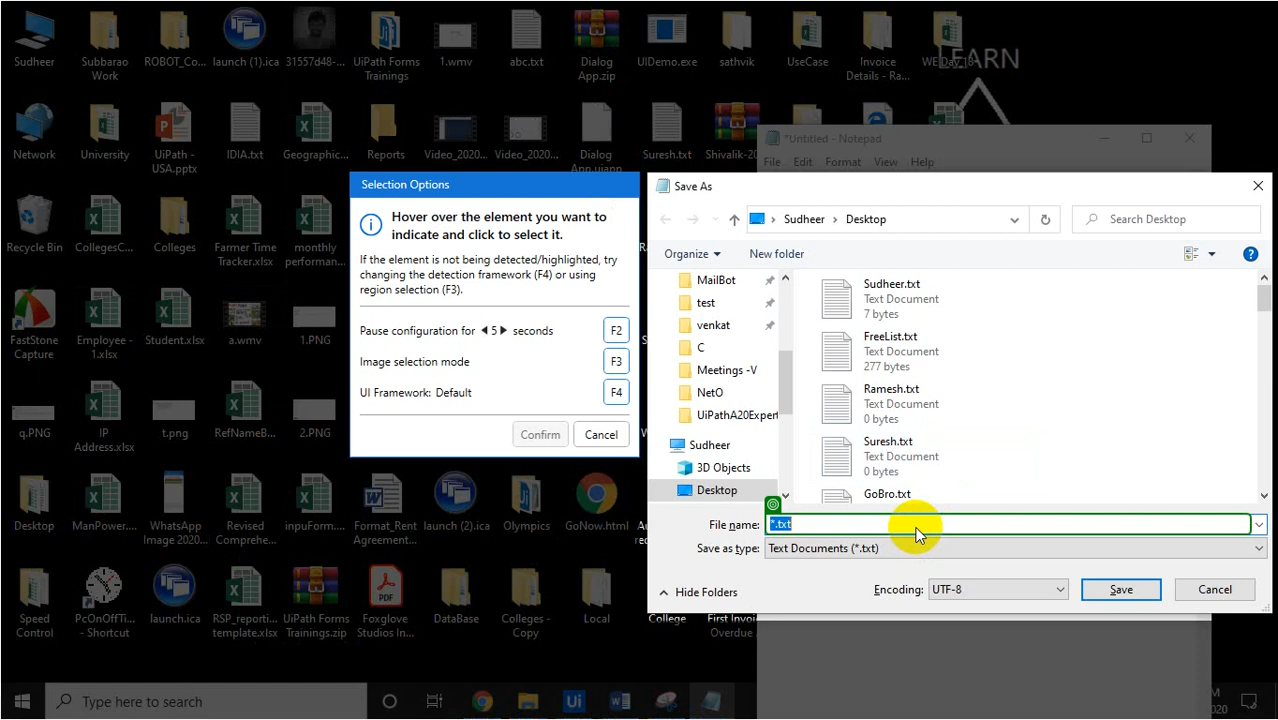 Sudheer
Subbarao
Work
ROBOT_Co...
launch (1).ica
31557d48-...
UiPath Forms
Trainings
1.wmv
abc.txt
Dialog
App.zip
UIDemo.exe
sathvik
UseCase
Invoice
Details - Ra...
WE Day 18
LEARN
Network
University
UiPath -
USA.pptx
IDIA.txt
Geographic...
Reports
Video_2020...
Video_2020...
Dialog
App.uiapp
Suresh.txt
Shivalik-20
*Untitled - Notepad
File
Edit
Format
View
Help
Recycle Bin
CollegesC...
Colleges
Farmer Time
Tracker.xlsx
monthly
performan...
Selection Options
Hover over the element you want to
indicate and click to select it.
If the element is not being detected/highlighted, try
changing the detection framework (F4) or using
region selection (F3).
Pause configuration for 5 seconds
F2
Image selection mode
F3
UI Framework: Default
F4
Confirm
Cancel
Save As
Sudheer
Desktop
Search Desktop
Organize
New folder
MailBot
test
venkat
C
Meetings -V
NetO
UiPathA20Expert
Sudheer
3D Objects
Desktop
Sudheer.txt
Text Document
7 bytes
FreeList.txt
Text Document
277 bytes
Ramesh.txt
Text Document
0 bytes
Suresh.txt
Text Document
0 bytes
GoBro.txt
File name:
*.txt
Save as type:
Text Documents (*.txt)
Hide Folders
Encoding:
UTF-8
Save
Cancel
FastStone
Capture
Employee -
1.xlsx
Student.xlsx
a.wmv
1.PNG
q.PNG
IP
Address.xlsx
t.png
RefNameB...
2.PNG
Desktop
ManPower...
WhatsApp
Image 2020...
Revised
Comprehe...
inpuForm...
Format_Rent
Agreement...
launch (2).ica
Olympics
GoNow.html
Speed
Control
PcOnOffTi...
- Shortcut
launch.ica
RSP_reporti...
template.xlsx
UiPath Forms
Trainings.zip
Foxglove
Studios In...
DataBase
Colleges -
Copy
Local
College
First Invoi
Overdue
Type here to search
Ui
M
2020